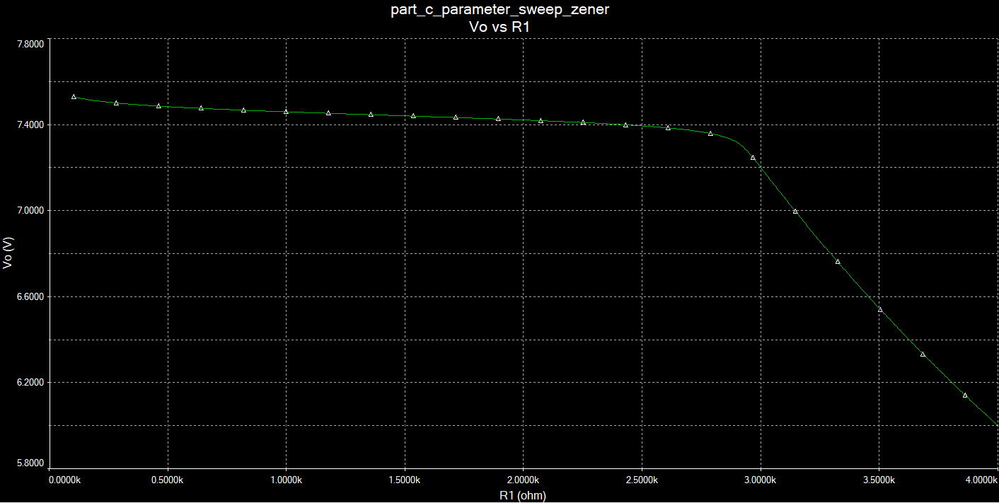 part_c_parameter_sweep_zener
Vo vs R1
7.8000
7.4000
7.0000
6.6000
6.2000
5.8000
Vo (V)
0.0000k 0.5000k 1.0000k 1.5000k 2.0000k 2.5000k 3.0000k 3.5000k 4.0000k
R1 (ohm)